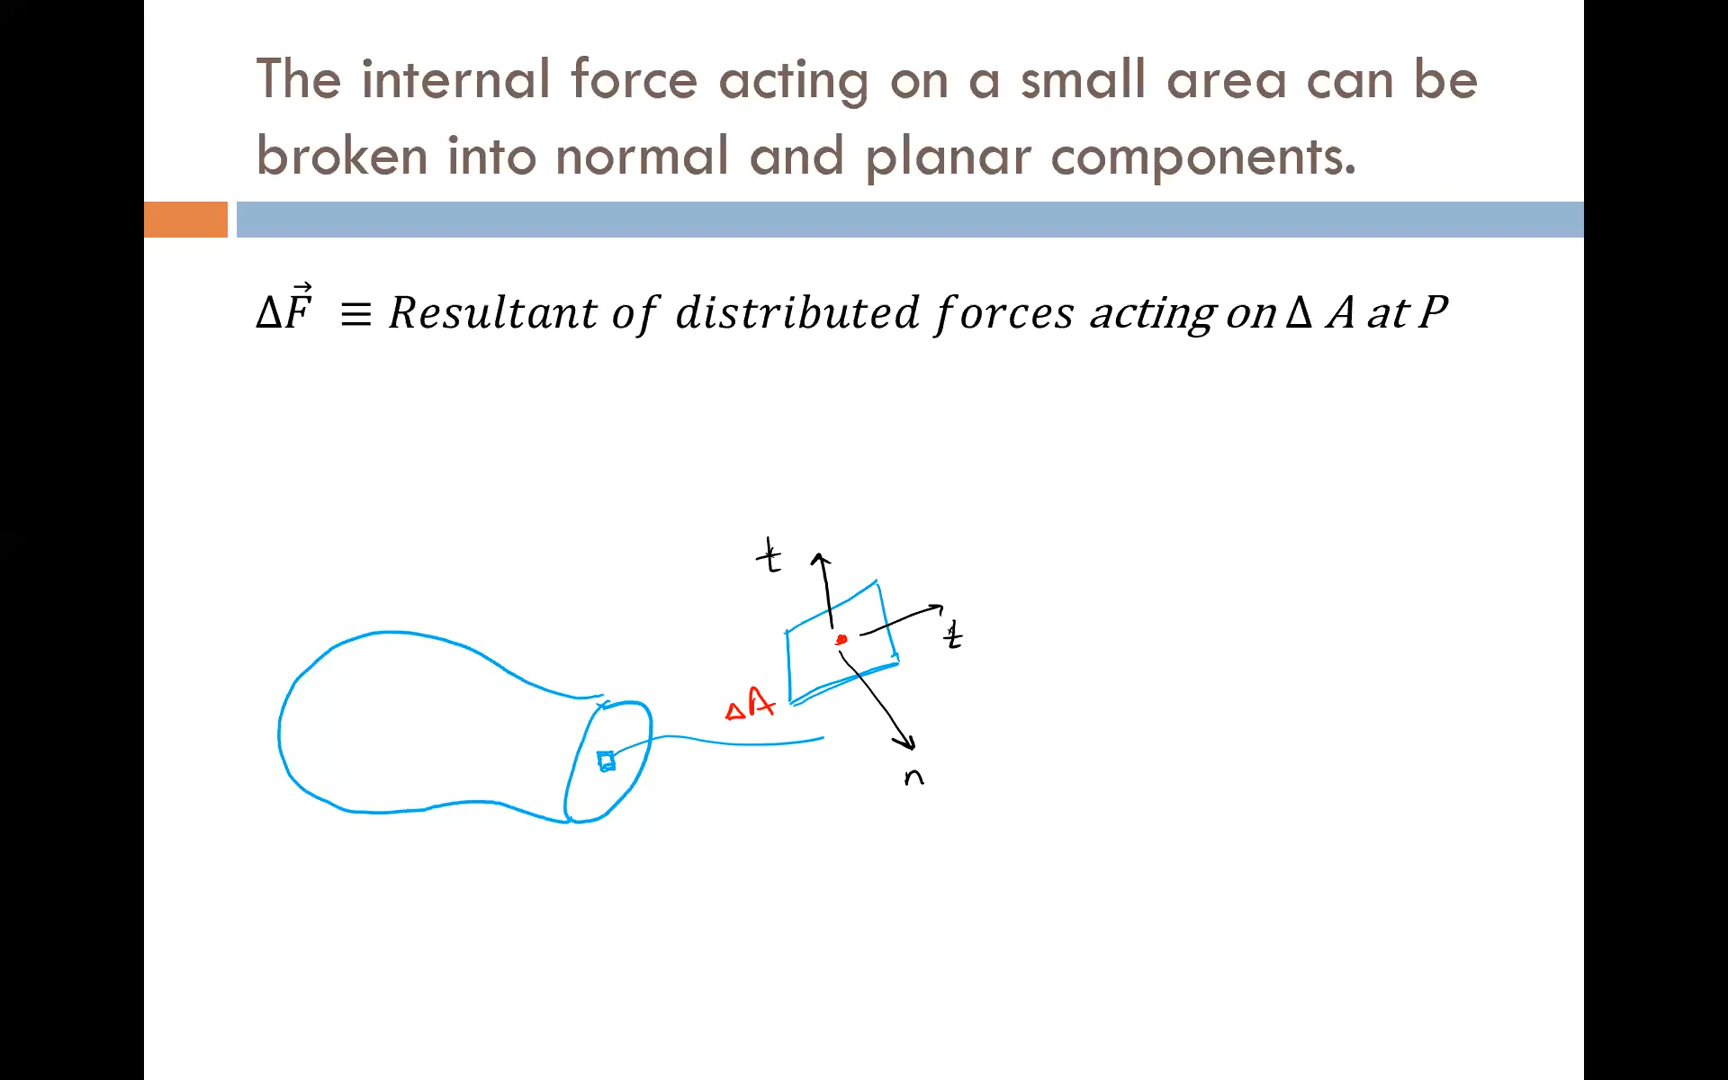 The internal force acting on a small area can be
broken into normal and planar components.
Δ\vec{F} ≡ Resultant of distributed forces acting on Δ A at P
t
t
ΔA
n